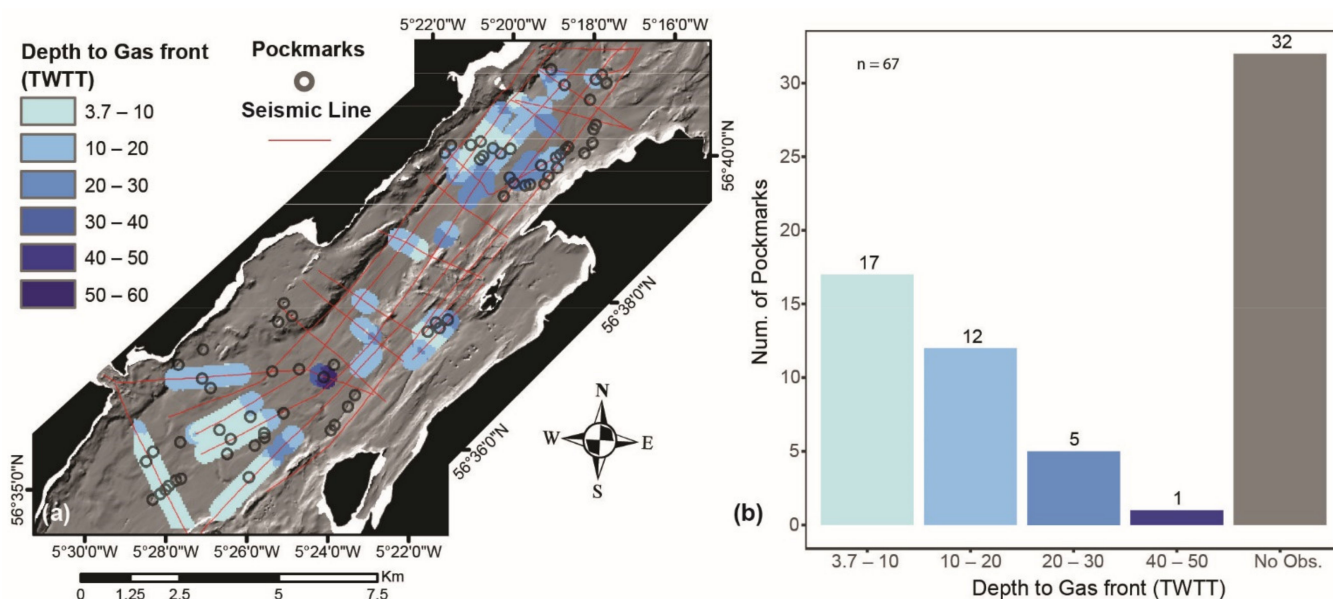 Depth to Gas front
(TWTT)
3.7 – 10
10 – 20
20 – 30
30 – 40
40 – 50
50 – 60
Pockmarks
Seismic Line
5°22'0"W 5°20'0"W 5°18'0"W 5°16'0"W
56°40'0"N
56°38'0"N
56°36'0"N
56°35'0"N
N
W E
S
(a)
5°30'0"W 5°28'0"W 5°26'0"W 5°24'0"W 5°22'0"W
Km
0 1.25 2.5 5 7.5
n = 67
32
17
12
5
1
Num. of Pockmarks
30
25
20
15
10
5
0
(b)
3.7 – 10 10 – 20 20 – 30 40 – 50 No Obs.
Depth to Gas front (TWTT)